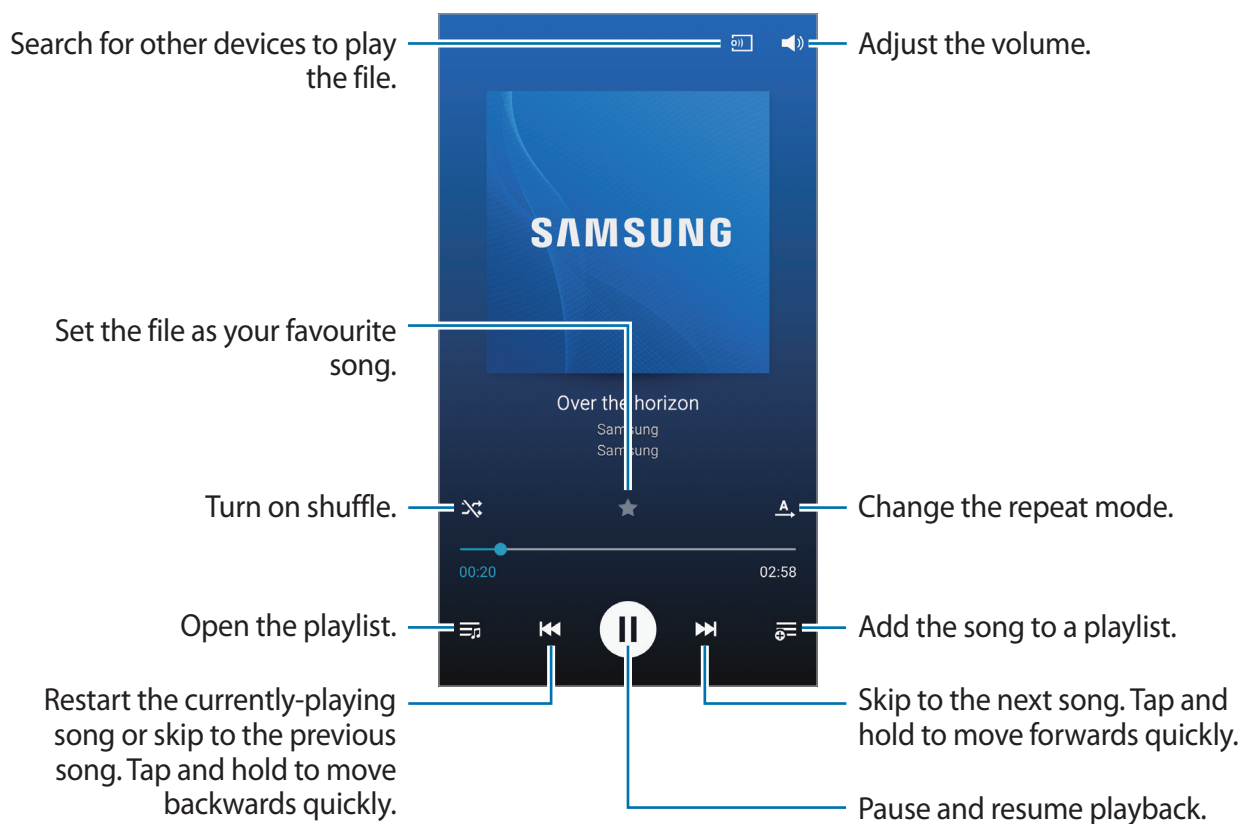 Search for other devices to play
the file.
Adjust the volume.
SAMSUNG
Set the file as your favourite
song.
Over the horizon
Samsung
Samsung
Turn on shuffle.
A
Change the repeat mode.
00:20
02:58
Open the playlist.
Add the song to a playlist.
Restart the currently-playing
song or skip to the previous
song. Tap and hold to move
backwards quickly.
Skip to the next song. Tap and
hold to move forwards quickly.
Pause and resume playback.